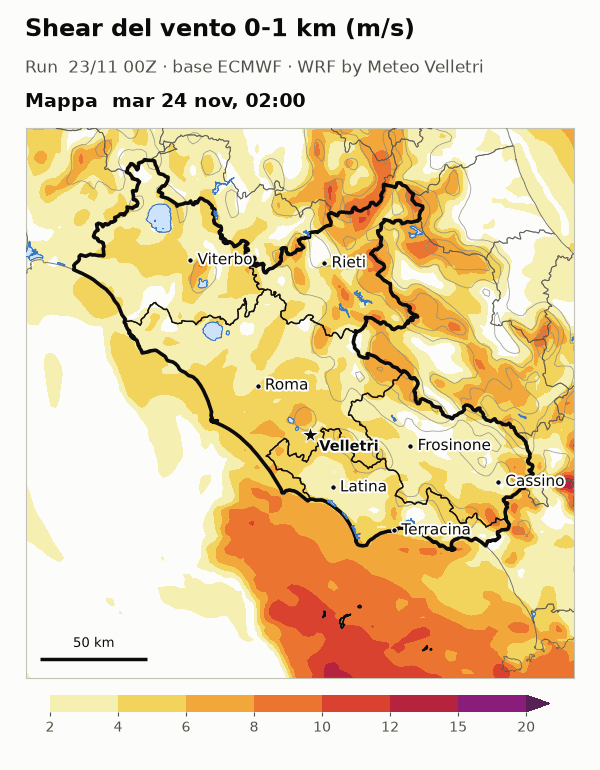 Shear del vento 0-1 km (m/s)
Run  23/11 00Z · base ECMWF · WRF by Meteo Velletri
Mappa  mar 24 nov, 02:00
Viterbo
Rieti
Roma
Velletri
Frosinone
Cassino
Latina
Terracina
50 km
2 4 6 8 10 12 15 20